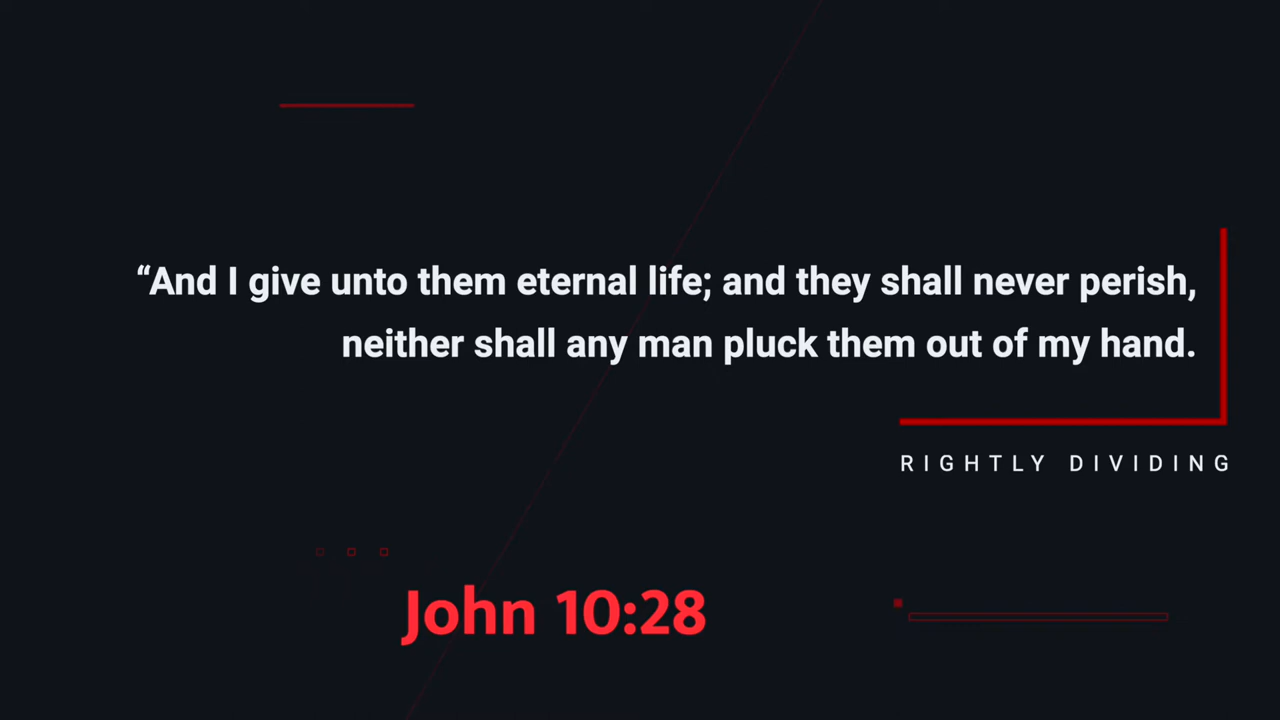 “And I give unto them eternal life; and they shall never perish,
neither shall any man pluck them out of my hand.
RIGHTLY DIVIDING
John 10:28